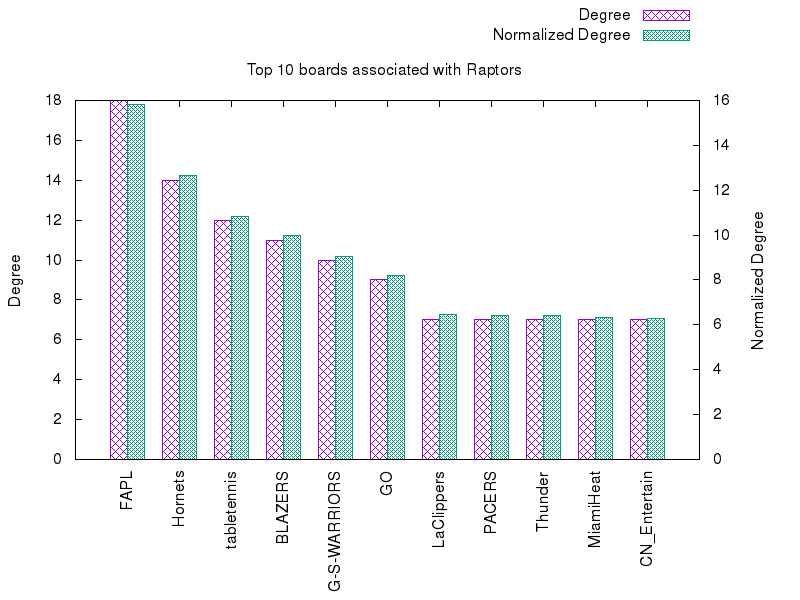 Degree
Normalized Degree
Top 10 boards associated with Raptors
18
16
14
12
10
8
6
4
2
0
16
14
12
10
8
6
4
2
0
Degree
Normalized Degree
FAPL
Hornets
tabletennis
BLAZERS
G-S-WARRIORS
GO
LaClippers
PACERS
Thunder
MiamiHeat
CN_Entertain